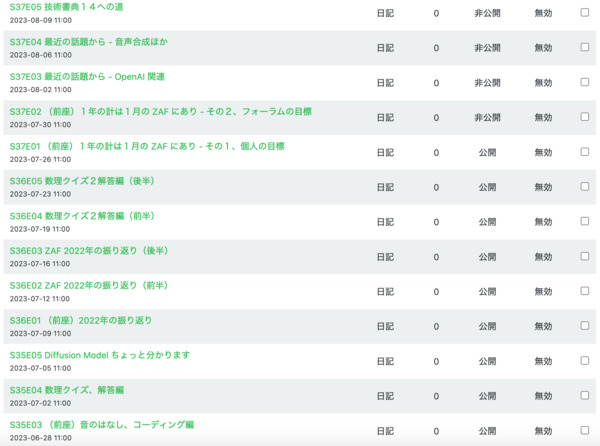 S37E05 技術書典１４への道 日記 0 非公開 無効
2023-08-09 11:00
S37E04 最近の話題から - 音声合成ほか 日記 0 非公開 無効
2023-08-06 11:00
S37E03 最近の話題から - OpenAI 関連 日記 0 非公開 無効
2023-08-02 11:00
S37E02 （前座）１年の計は１月の ZAF にあり - その２、フォーラムの目標 日記 0 非公開 無効
2023-07-30 11:00
S37E01 （前座）１年の計は１月の ZAF にあり - その１、個人の目標 日記 0 公開 無効
2023-07-26 11:00
S36E05 数理クイズ２解答編（後半） 日記 0 公開 無効
2023-07-23 11:00
S36E04 数理クイズ２解答編（前半） 日記 0 公開 無効
2023-07-19 11:00
S36E03 ZAF 2022年の振り返り（後半） 日記 0 公開 無効
2023-07-16 11:00
S36E02 ZAF 2022年の振り返り（前半） 日記 0 公開 無効
2023-07-12 11:00
S36E01 （前座）2022年の振り返り 日記 0 公開 無効
2023-07-09 11:00
S35E05 Diffusion Model ちょっと分かります 日記 0 公開 無効
2023-07-05 11:00
S35E04 数理クイズ、解答編 日記 0 公開 無効
2023-07-02 11:00
S35E03 （前座）音のはなし、コーディング編 日記 0 公開 無効
2023-06-28 11:00